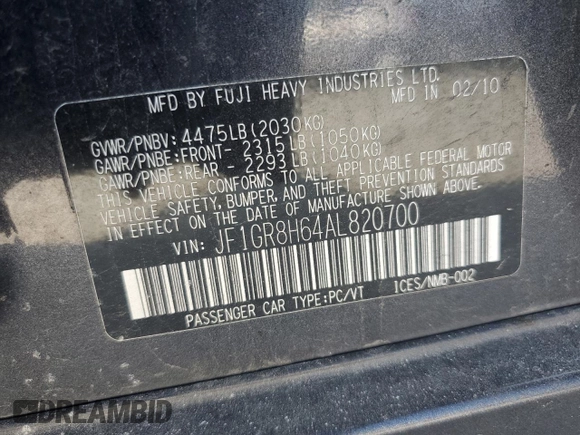 MFD BY FUJI HEAVY INDUSTRIES LTD.
MFD IN 02/10
GVWR/PNBV: 4475LB(2030KG)
GAWR/PNBE:FRONT- 2315LB(1050KG)
GAWR/PNBE:REAR - 2293LB(1040KG)
THIS VEHICLE CONFORMS TO ALL APPLICABLE FEDERAL MOTOR
VEHICLE SAFETY, BUMPER, AND THEFT PREVENTION STANDARDS
IN EFFECT ON THE DATE OF MANUFACTURE SHOWN ABOVE.
VIN: JF1GR8H64AL820700
PASSENGER CAR TYPE:PC/VT ICES/NMB-002
DREAMBID